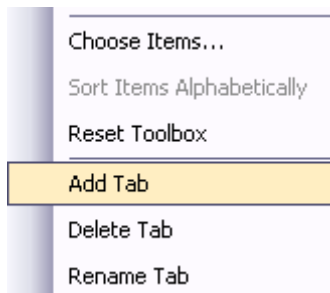 Choose Items...
Sort Items Alphabetically
Reset Toolbox
Add Tab
Delete Tab
Rename Tab